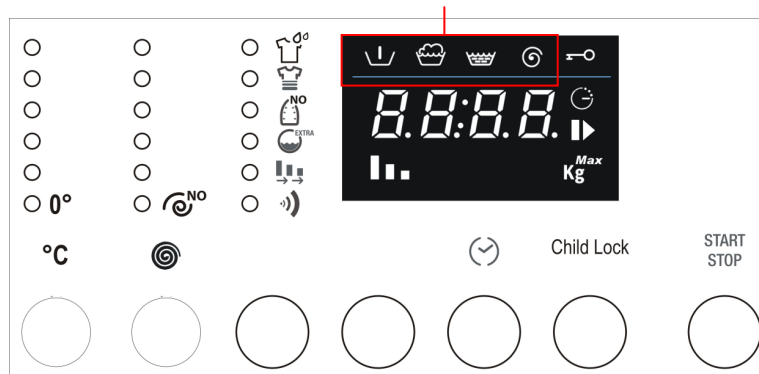 NO
EXTRA
8.8:8.8.
Max
Kg
0°
NO
°C
Child Lock
START
STOP